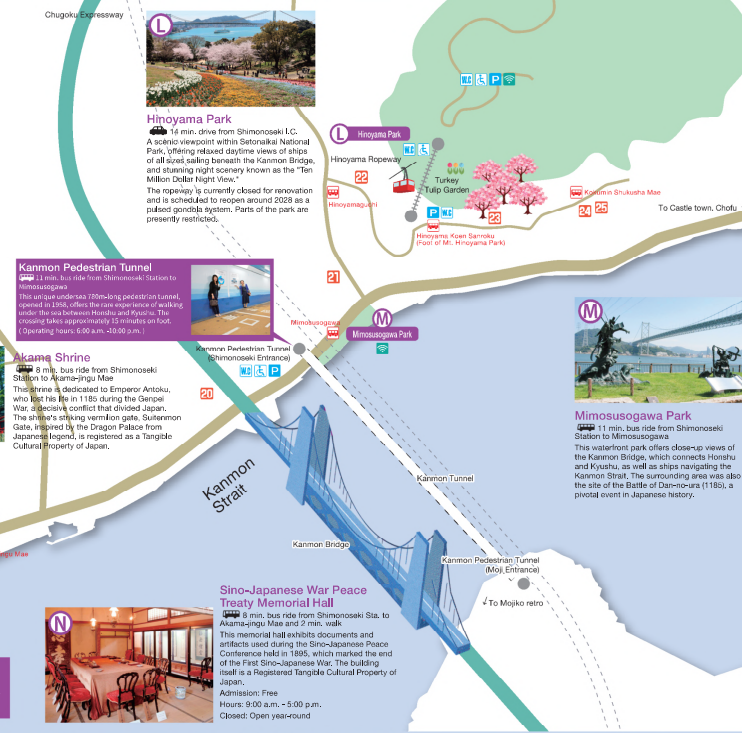 Chugoku Expressway
L
Hinoyama Park
14 min. drive from Shimonoseki I.C.
A scenic viewpoint within Setonaikai National
Park, offering relaxed daytime views of ships
of all sizes sailing beneath the Kanmon Bridge,
and stunning night scenery known as the "Ten
Million Dollar Night View."
The ropeway is currently closed for renovation
and is scheduled to reopen around 2028 as a
pulsed gondola system. Parts of the park are
presently restricted.
W.C P
L Hinoyama Park
W.C
Hinoyama Ropeway
22
Turkey
Tulip Garden
Hinoyamaguchi
P W.C
23
Kokumin Shukusha Mae
24 25
To Castle town, Chofu
Hinoyama Koen Sanroku
(Foot of Mt. Hinoyama Park)
Kanmon Pedestrian Tunnel
11 min. bus ride from Shimonoseki Station to
Mimosusogawa
This unique undersea 780m-long pedestrian tunnel,
opened in 1958, offers the rare experience of walking
under the sea between Honshu and Kyushu. The
crossing takes approximately 15 minutes on foot.
( Operating hours: 6:00 a.m. -10:00 p.m. )
21
Mimosusogawa
M
Mimosusogawa Park
Kanmon Pedestrian Tunnel
(Shimonoseki Entrance)
W.C P
20
Akama Shrine
8 min. bus ride from Shimonoseki
Station to Akama-jingu Mae
This shrine is dedicated to Emperor Antoku,
who lost his life in 1185 during the Genpei
War, a decisive conflict that divided Japan.
The shrine's striking vermilion gate, Suitenmon
Gate, inspired by the Dragon Palace from
Japanese legend, is registered as a Tangible
Cultural Property of Japan.
M
Mimosusogawa Park
11 min. bus ride from Shimonoseki
Station to Mimosusogawa
This waterfront park offers close-up views of
the Kanmon Bridge, which connects Honshu
and Kyushu, as well as ships navigating the
Kanmon Strait. The surrounding area was also
the site of the Battle of Dan-no-ura (1185), a
pivotal event in Japanese history.
Kanmon
Strait
Kanmon Tunnel
Kanmon Bridge
Kanmon Pedestrian Tunnel
(Moji Entrance)
↓ To Mojiko retro
ngu Mae
N
Sino-Japanese War Peace
Treaty Memorial Hall
8 min. bus ride from Shimonoseki Sta. to
Akama-jingu Mae and 2 min. walk
This memorial hall exhibits documents and
artifacts used during the Sino-Japanese Peace
Conference held in 1895, which marked the end
of the First Sino-Japanese War. The building
itself is a Registered Tangible Cultural Property of
Japan.
Admission: Free
Hours: 9:00 a.m. - 5:00 p.m.
Closed: Open year-round